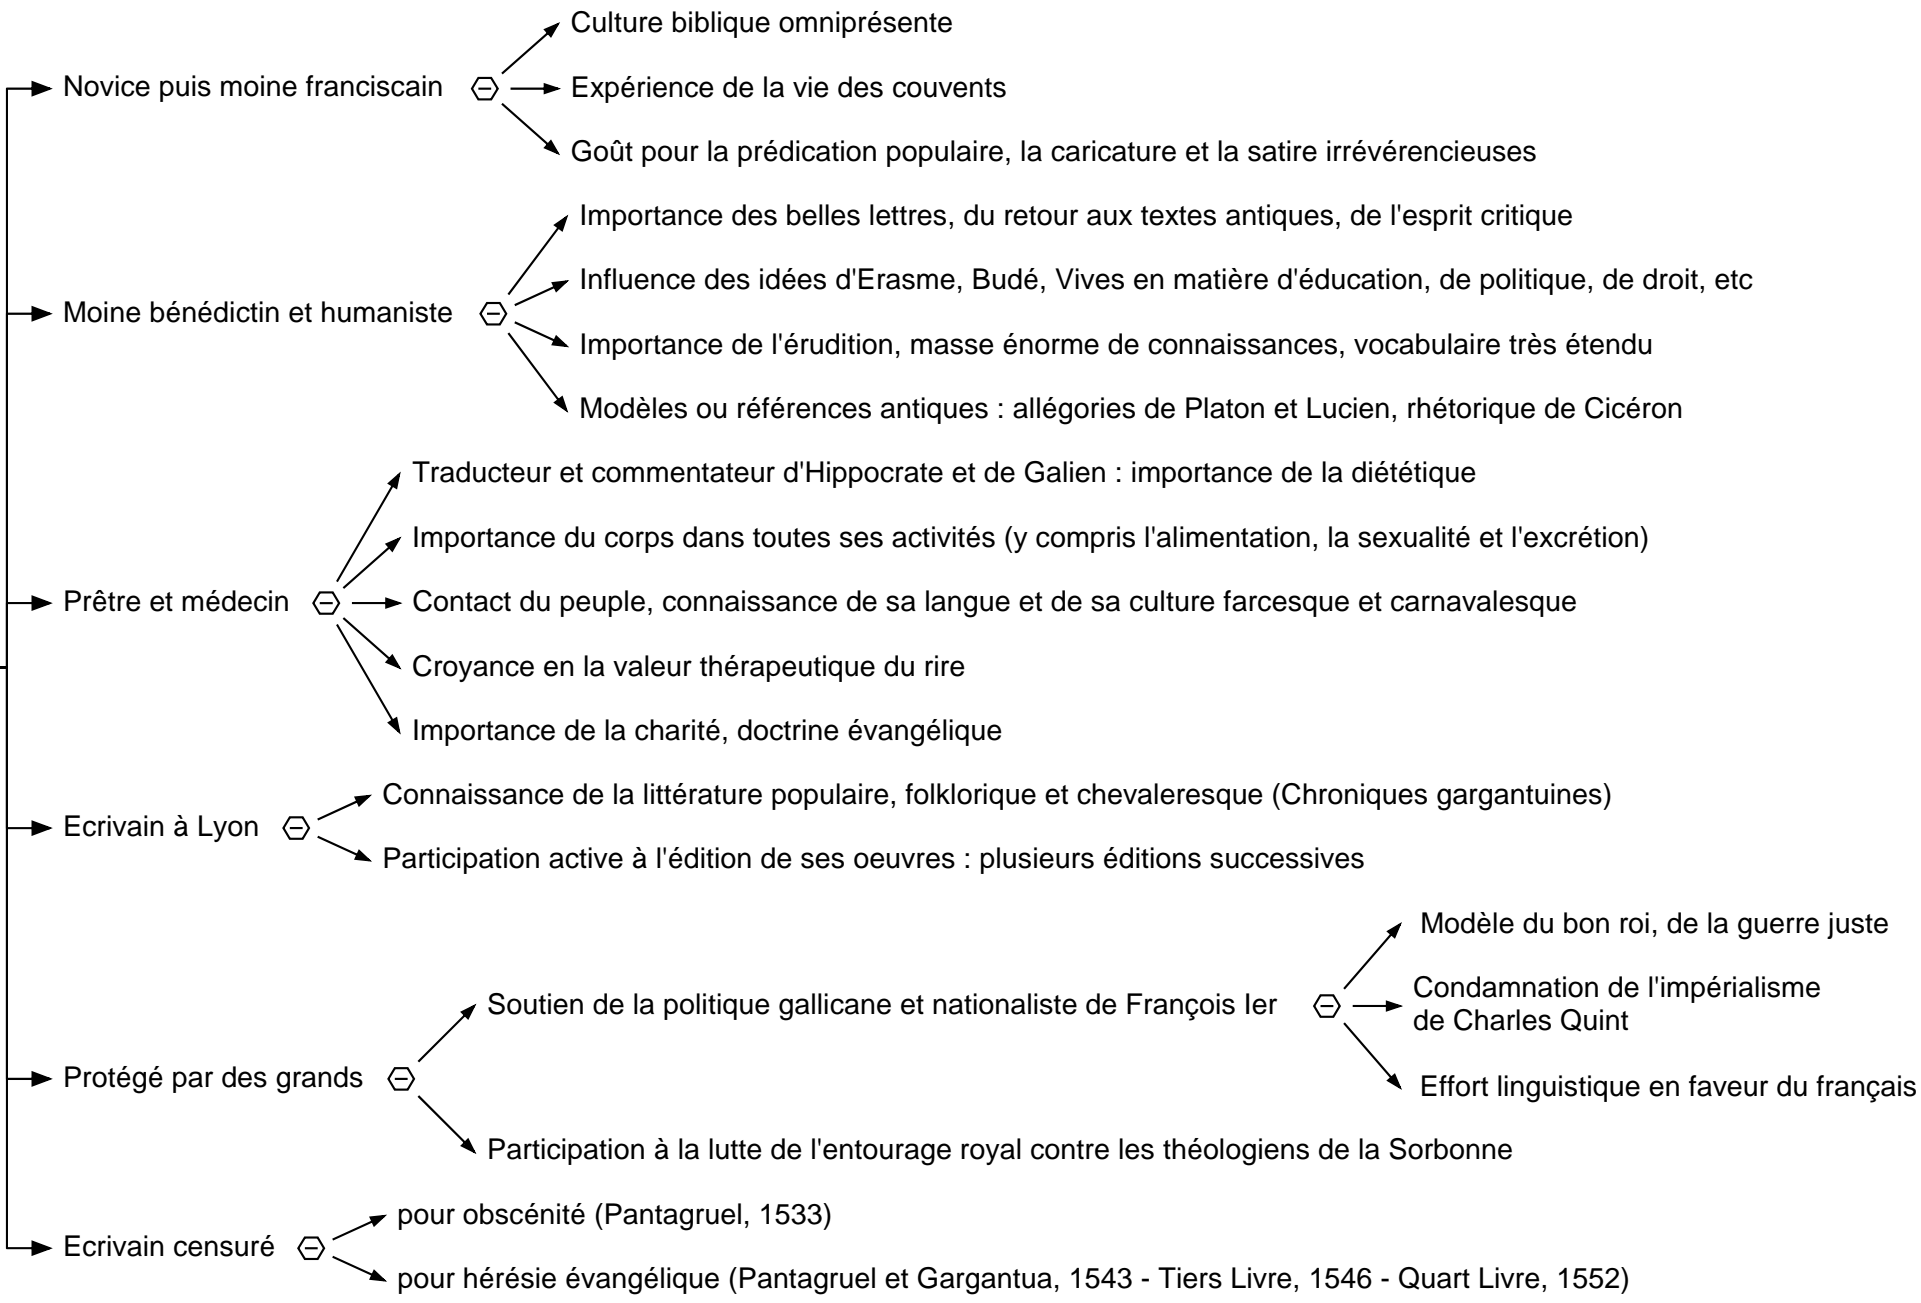 Culture biblique omniprésente
Novice puis moine franciscain
Expérience de la vie des couvents
Goût pour la prédication populaire, la caricature et la satire irrévérencieuses
Importance des belles lettres, du retour aux textes antiques, de l'esprit critique
Influence des idées d'Erasme, Budé, Vives en matière d'éducation, de politique, de droit, etc
Moine bénédictin et humaniste
Importance de l'érudition, masse énorme de connaissances, vocabulaire très étendu
Modèles ou références antiques : allégories de Platon et Lucien, rhétorique de Cicéron
Traducteur et commentateur d'Hippocrate et de Galien : importance de la diététique
Importance du corps dans toutes ses activités (y compris l'alimentation, la sexualité et l'excrétion)
Prêtre et médecin
Contact du peuple, connaissance de sa langue et de sa culture farcesque et carnavalesque
Croyance en la valeur thérapeutique du rire
Importance de la charité, doctrine évangélique
Connaissance de la littérature populaire, folklorique et chevaleresque (Chroniques gargantuines)
Ecrivain à Lyon
Participation active à l'édition de ses oeuvres : plusieurs éditions successives
Modèle du bon roi, de la guerre juste
Soutien de la politique gallicane et nationaliste de François Ier
Condamnation de l'impérialisme
de Charles Quint
Protégé par des grands
Effort linguistique en faveur du français
Participation à la lutte de l'entourage royal contre les théologiens de la Sorbonne
pour obscénité (Pantagruel, 1533)
Ecrivain censuré
pour hérésie évangélique (Pantagruel et Gargantua, 1543 - Tiers Livre, 1546 - Quart Livre, 1552)